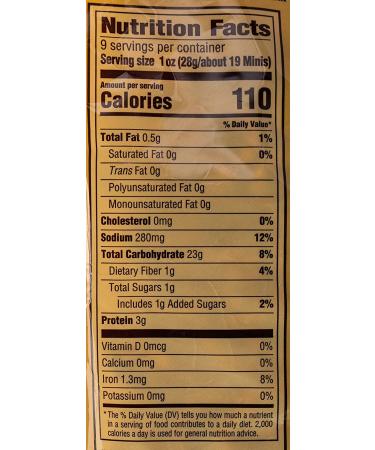 Nutrition Facts
9 servings per container
Serving size 1 oz (28g/about 19 Minis)
Amount per serving
Calories 110
% Daily Value*
Total Fat 0.5g 1%
Saturated Fat 0g 0%
Trans Fat 0g
Polyunsaturated Fat 0g
Monounsaturated Fat 0g
Cholesterol 0mg 0%
Sodium 280mg 12%
Total Carbohydrate 23g 8%
Dietary Fiber 1g 4%
Total Sugars 1g
Includes 1g Added Sugars 2%
Protein 3g
Vitamin D 0mcg 0%
Calcium 0mg 0%
Iron 1.3mg 8%
Potassium 0mg 0%
* The % Daily Value (DV) tells you how much a nutrient
in a serving of food contributes to a daily diet. 2,000
calories a day is used for general nutrition advice.